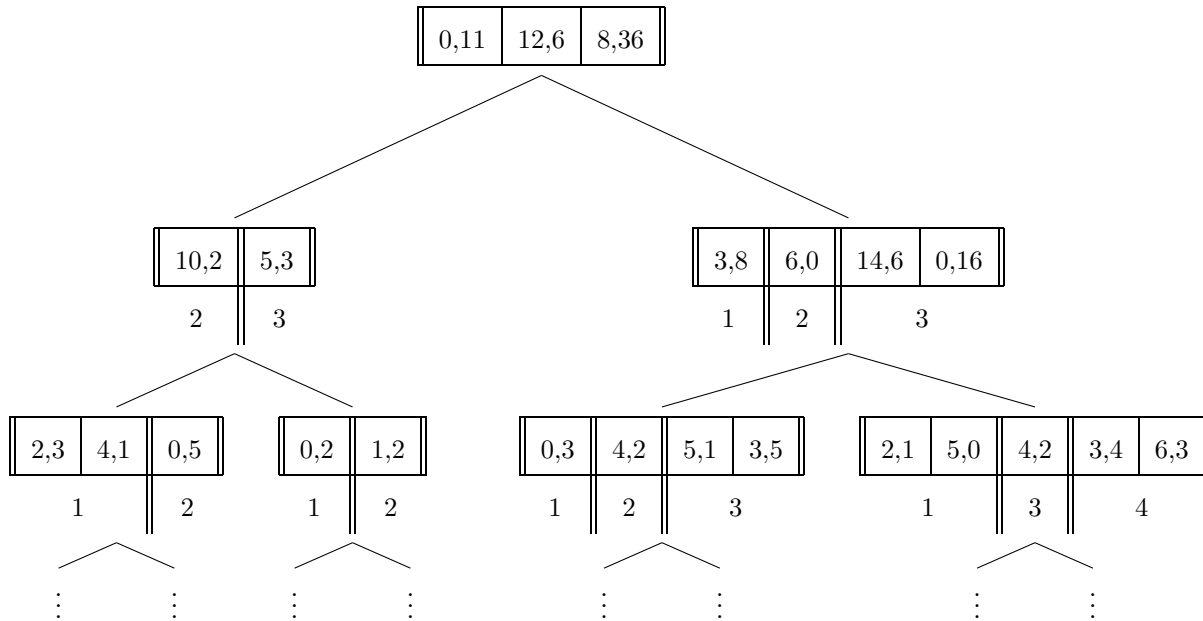 0,11 12,6 8,36
10,2 5,3 3,8 6,0 14,6 0,16
2 3 1 2 3
2,3 4,1 0,5 0,2 1,2 0,3 4,2 5,1 3,5 2,1 5,0 4,2 3,4 6,3
1 2 1 2 1 2 3 1 3 4
⋮ ⋮ ⋮ ⋮ ⋮ ⋮ ⋮ ⋮